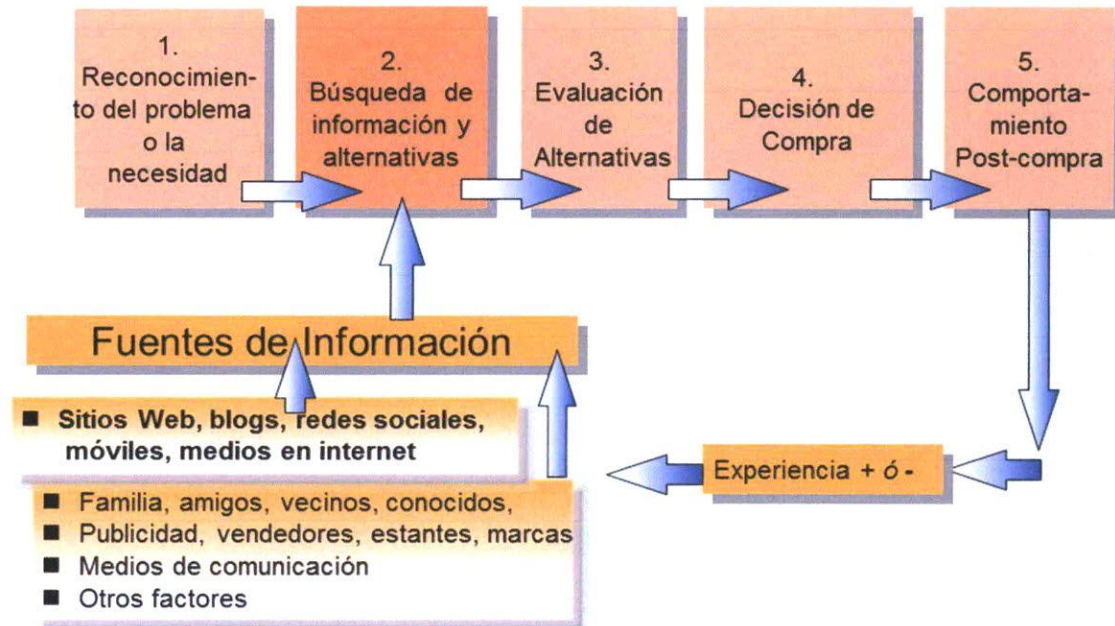 1.
Reconocimien-
to del problema
o la
necesidad
2.
Búsqueda de
información y
alternativas
3.
Evaluación
de
Alternativas
4.
Decisión de
Compra
5.
Comporta-
miento
Post-compra
Fuentes de Información
■ Sitios Web, blogs, redes sociales,
móviles, medios en internet
■ Familia, amigos, vecinos, conocidos,
■ Publicidad, vendedores, estantes, marcas
■ Medios de comunicación
■ Otros factores
Experiencia + ó -